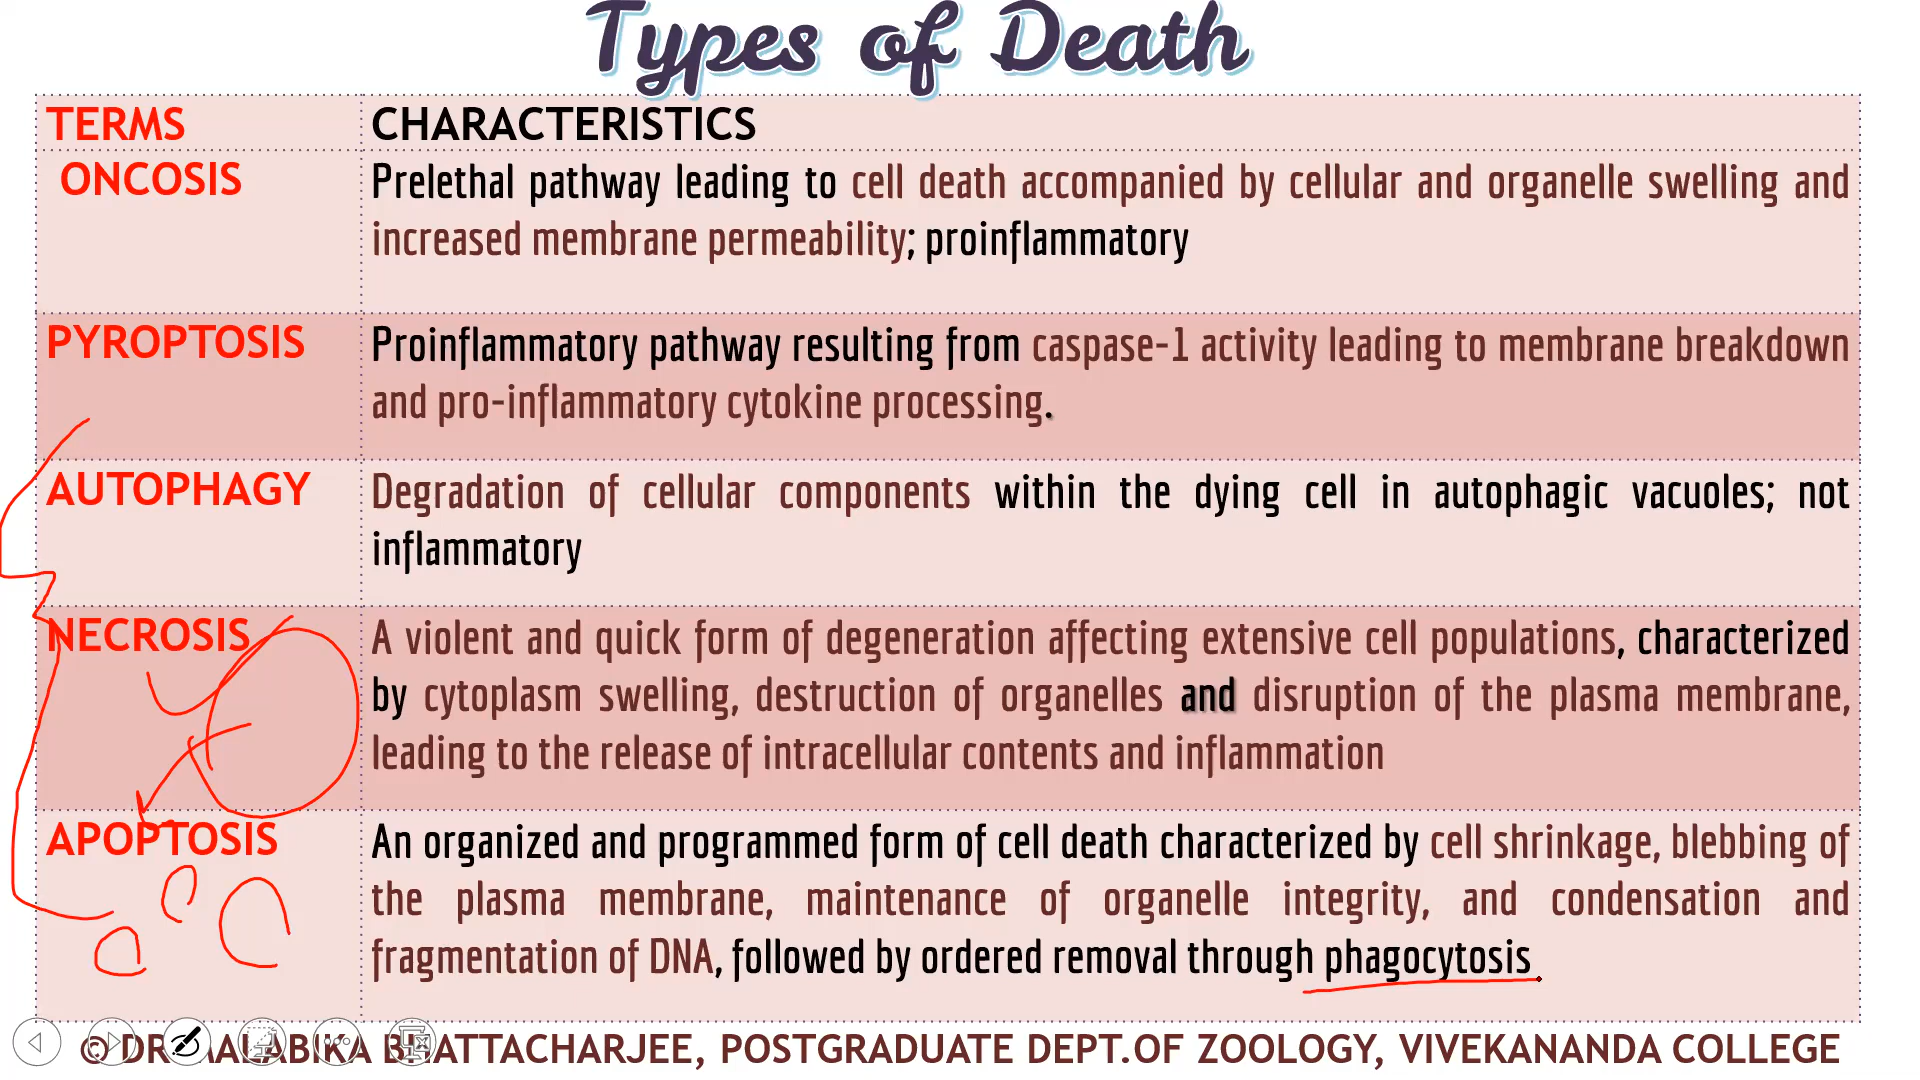 Types of Death
TERMS CHARACTERISTICS
ONCOSIS Prelethal pathway leading to cell death accompanied by cellular and organelle swelling and
increased membrane permeability; proinflammatory
PYROPTOSIS Proinflammatory pathway resulting from caspase-1 activity leading to membrane breakdown
and pro-inflammatory cytokine processing.
AUTOPHAGY Degradation of cellular components within the dying cell in autophagic vacuoles; not
inflammatory
NECROSIS A violent and quick form of degeneration affecting extensive cell populations, characterized
by cytoplasm swelling, destruction of organelles and disruption of the plasma membrane,
leading to the release of intracellular contents and inflammation
APOPTOSIS An organized and programmed form of cell death characterized by cell shrinkage, blebbing of
the plasma membrane, maintenance of organelle integrity, and condensation and
fragmentation of DNA, followed by ordered removal through phagocytosis.
© DR MALABIKA BHATTACHARJEE, POSTGRADUATE DEPT.OF ZOOLOGY, VIVEKANANDA COLLEGE